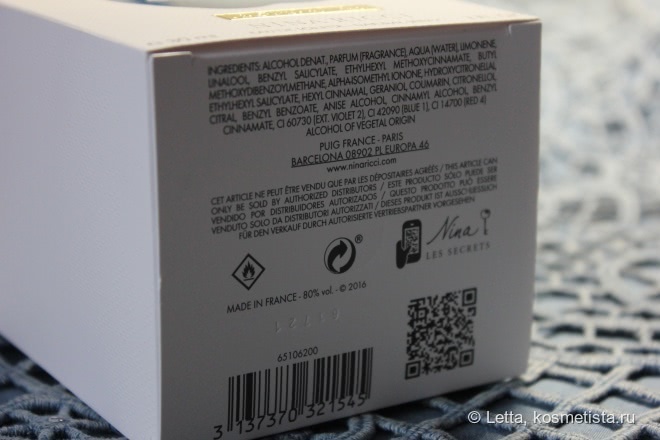 NINA RICCI
INGREDIENTS: ALCOHOL DENAT., PARFUM (FRAGRANCE), AQUA (WATER), LIMONENE,
LINALOOL, BENZYL SALICYLATE, ETHYLHEXYL METHOXYCINNAMATE, BUTYL
METHOXYDIBENZOYLMETHANE, ALPHA-ISOMETHYL IONONE, HYDROXYCITRONELLAL,
ETHYLHEXYL SALICYLATE, HEXYL CINNAMAL, GERANIOL, COUMARIN, CITRONELLOL,
CITRAL, BENZYL BENZOATE, ANISE ALCOHOL, CINNAMYL ALCOHOL, BENZYL
CINNAMATE, CI 60730 (EXT. VIOLET 2), CI 42090 (BLUE 1), CI 14700 (RED 4)
ALCOHOL OF VEGETAL ORIGIN
PUIG FRANCE - PARIS
BARCELONA 08902 PL EUROPA 46
www.ninaricci.com
CET ARTICLE NE PEUT ÊTRE VENDU QUE PAR LES DÉPOSITAIRES AGRÉÉS / THIS ARTICLE CAN
ONLY BE SOLD BY AUTHORIZED DISTRIBUTORS / ESTE PRODUCTO SÓLO PUEDE SER
VENDIDO POR DISTRIBUIDORES AUTORIZADOS / QUESTO PRODOTTO PUÒ ESSERE
VENDUTO SOLO DA DISTRIBUTORI AUTORIZZATI / DIESES PRODUCT IST AUSSCHLIESSLICH
FÜR DEN VERKAUF DURCH AUTORISIERTE VERTRIEBSPARTNER VORGESEHEN
®
Nina
LES SECRETS
MADE IN FRANCE - 80% vol. - © 2016
61121
65106200
3 137370 321545
© Letta, kosmetista.ru